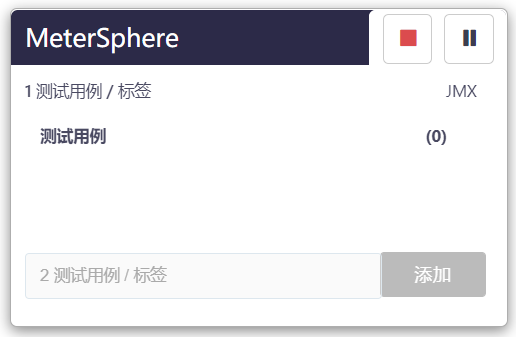 MeterSphere
1 测试用例 / 标签 JMX
测试用例 (0)
2 测试用例 / 标签 添加